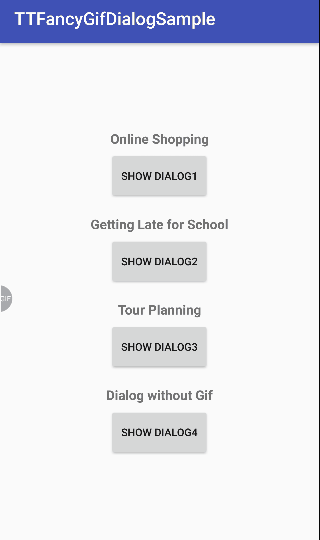 TTFancyGifDialogSample
Online Shopping
SHOW DIALOG1
Getting Late for School
SHOW DIALOG2
GIF
Tour Planning
SHOW DIALOG3
Dialog without Gif
SHOW DIALOG4